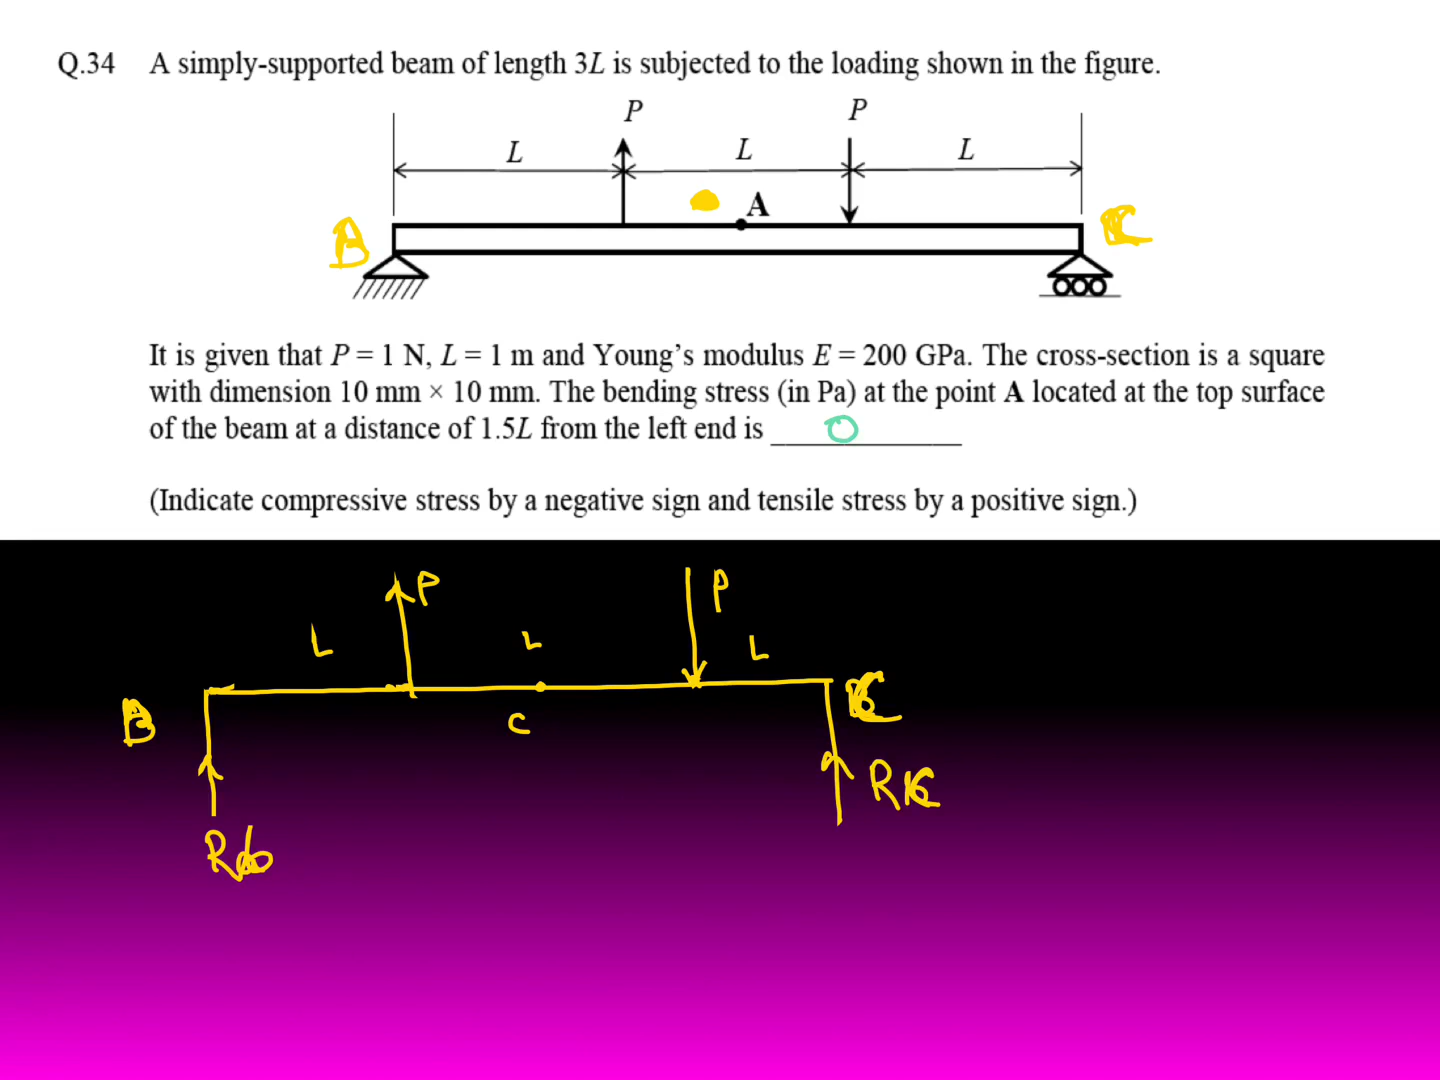 Q.34 A simply-supported beam of length 3L is subjected to the loading shown in the figure.
P P
L L L
A
B C
It is given that P = 1 N, L = 1 m and Young's modulus E = 200 GPa. The cross-section is a square
with dimension 10 mm × 10 mm. The bending stress (in Pa) at the point A located at the top surface
of the beam at a distance of 1.5L from the left end is 0
(Indicate compressive stress by a negative sign and tensile stress by a positive sign.)
P P
L L L
B C
C